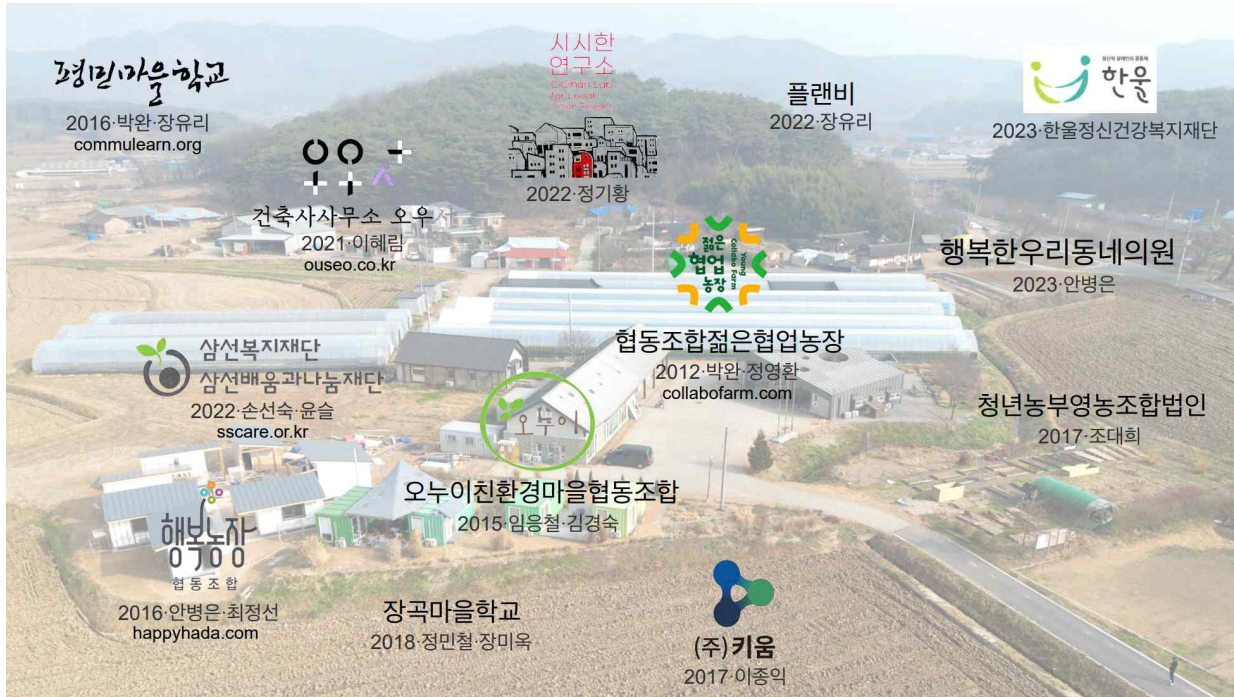 평민마을학교
2016·박완·장유리
commulearn.org
시시한
연구소
2022·정기황
플랜비
2022·장유리
한울
2023·한울정신건강복지재단
건축사사무소 오우서
2021·이혜림
ouseo.co.kr
젊은
협업
농장
Young
Collabo Farm
협동조합젊은협업농장
2012·박완·정영환
collabofarm.com
행복한우리동네의원
2023·안병은
삼선복지재단
삼선배움과나눔재단
2022·손선숙·윤슬
sscare.or.kr
오누이
오누이친환경마을협동조합
2015·임응철·김경숙
청년농부영농조합법인
2017·조대희
행복농장
협동조합
2016·안병은·최정선
happyhada.com
장곡마을학교
2018·정민철·장미옥
(주)키움
2017·이종익